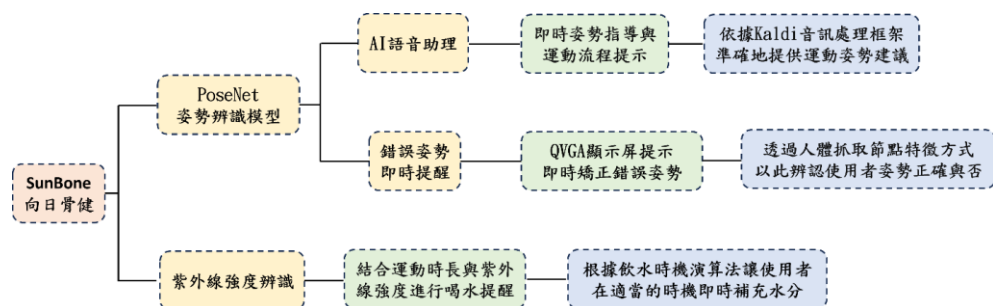 AI語音助理
即時姿勢指導與
運動流程提示
依據Kaldi音訊處理框架
準確地提供運動姿勢建議
PoseNet
姿勢辨識模型
錯誤姿勢
即時提醒
QVGA顯示屏提示
即時矯正錯誤姿勢
透過人體抓取節點特徵方式
以此辨認使用者姿勢正確與否
SunBone
向日骨健
紫外線強度辨識
結合運動時長與紫外
線強度進行喝水提醒
根據飲水時機演算法讓使用者
在適當的時機即時補充水分